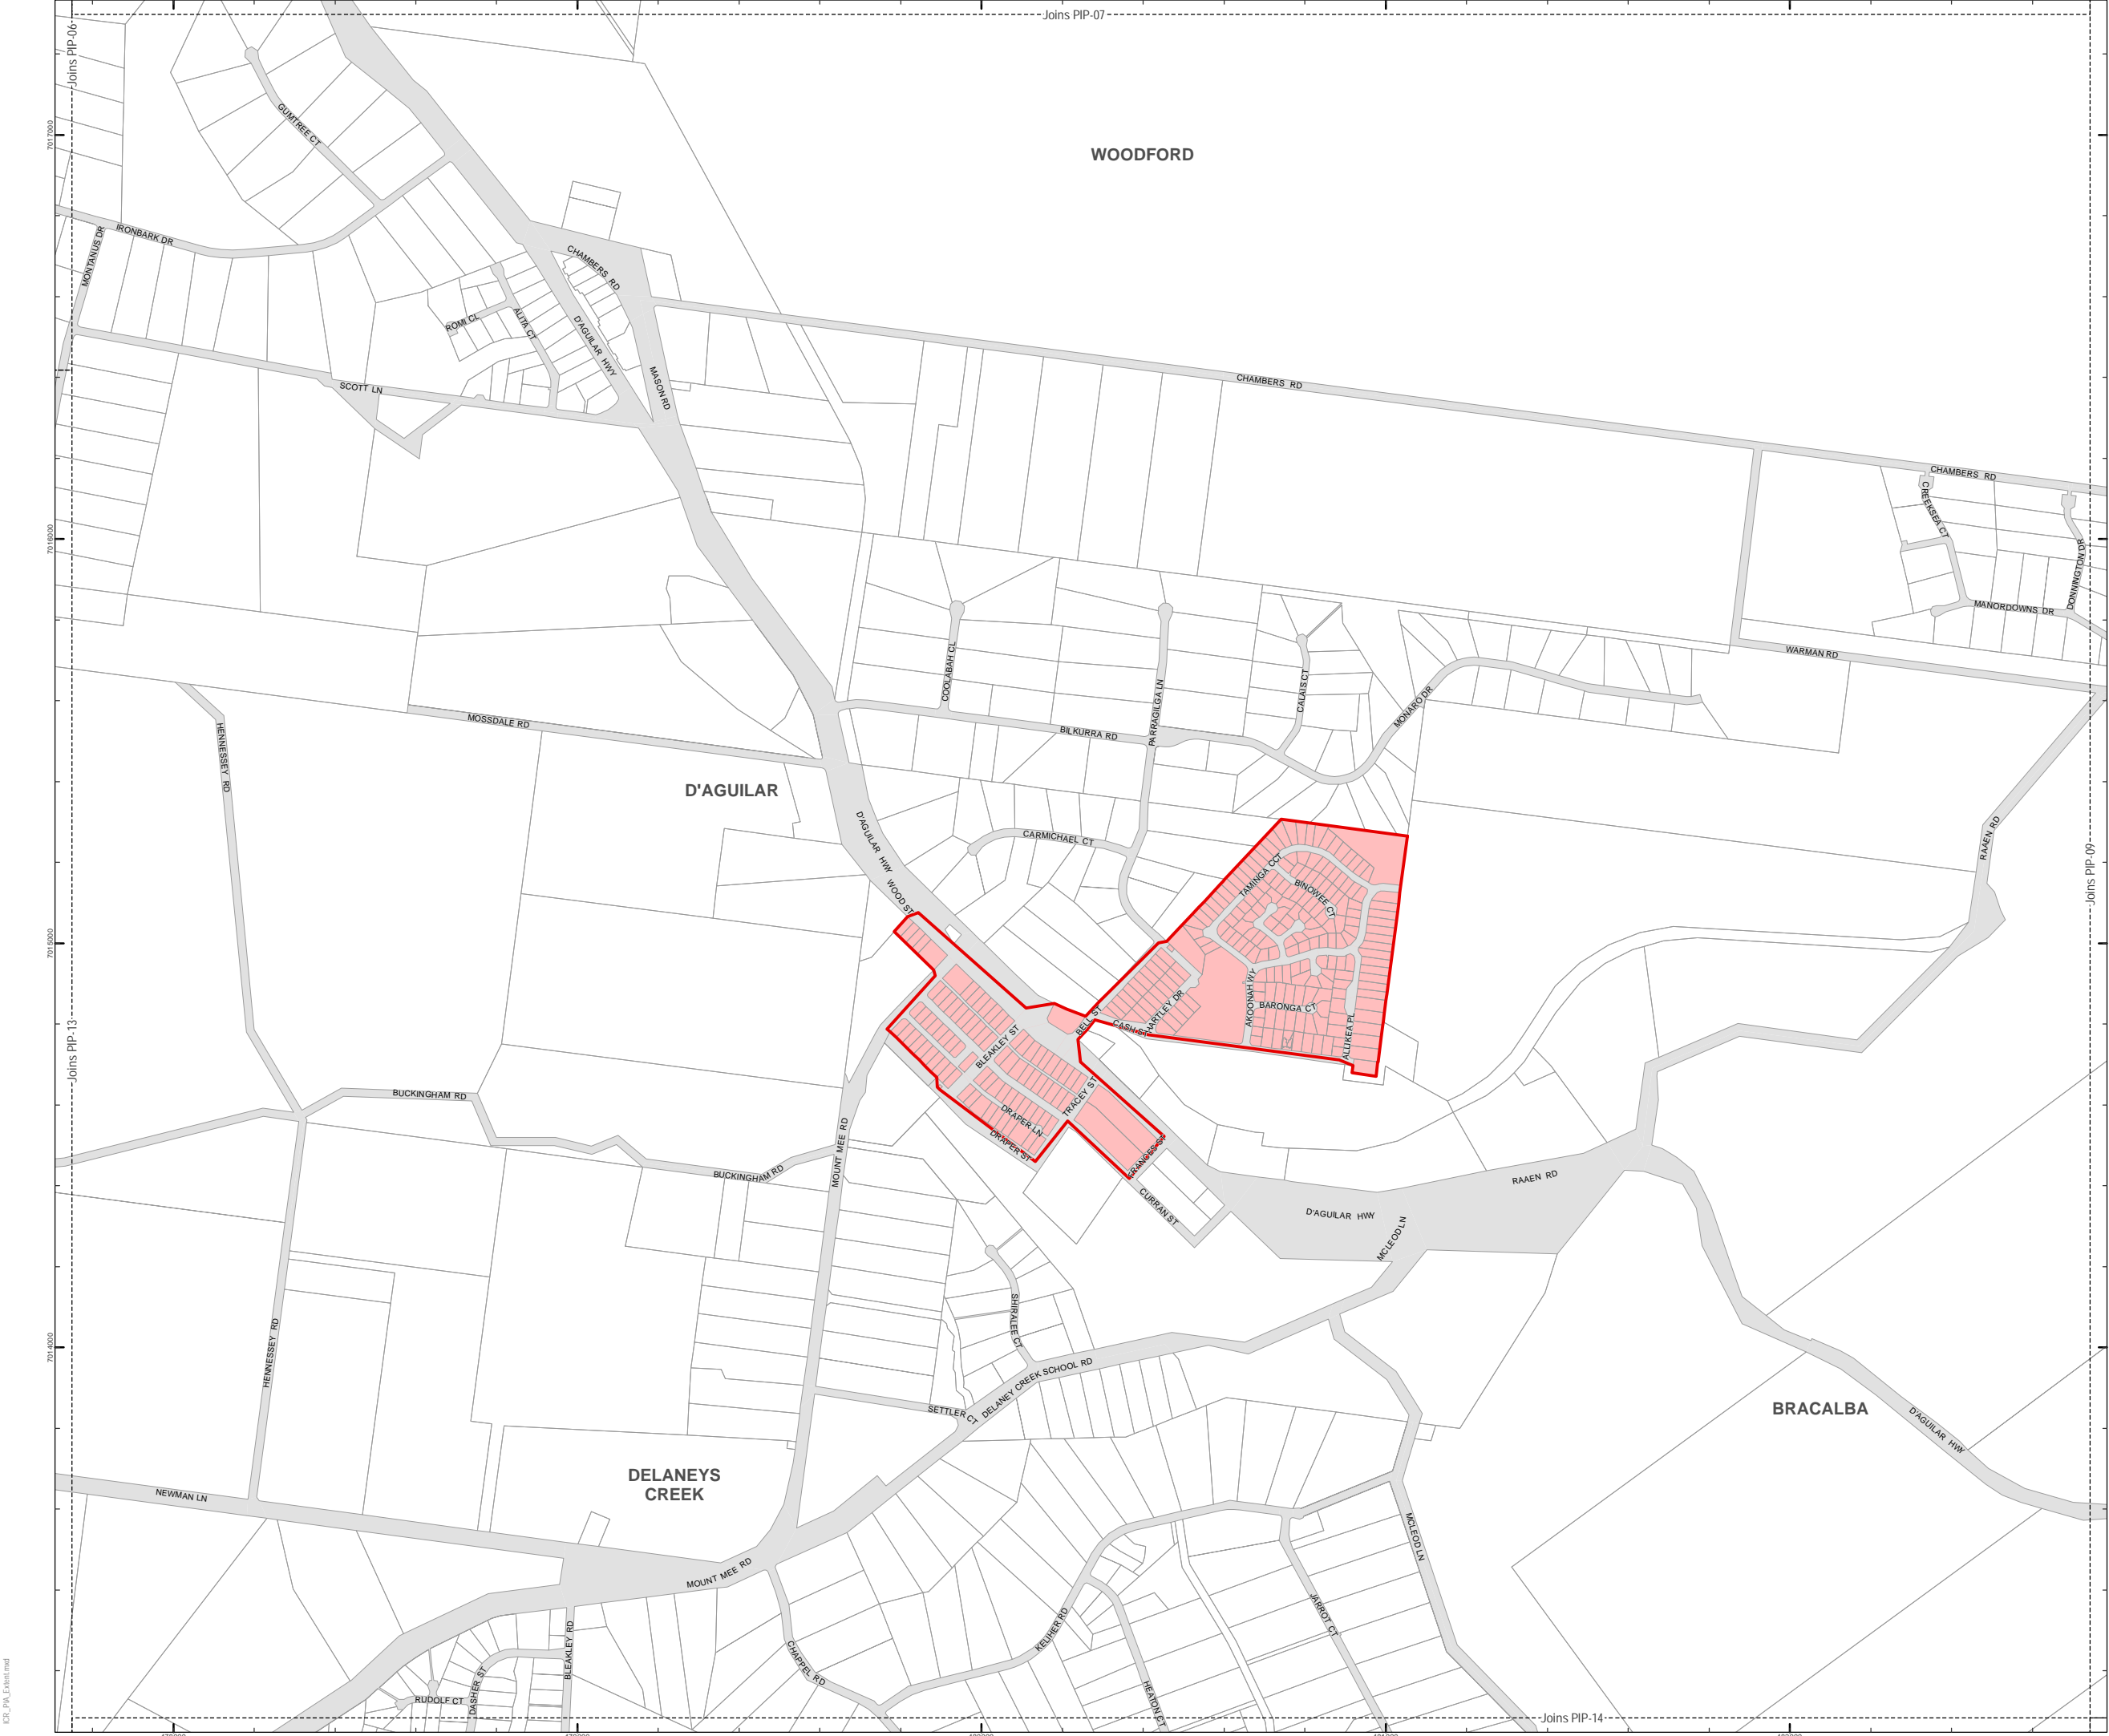 Joins PIP-07
Joins PIP-06
WOODFORD
7017000
GUMTREE CT
IRONBARK DR
MONTANUS DR
CHAMBERS RD
ROMI CL
ALITA CT
D'AGUILAR HWY
MASON RD
SCOTT LN
CHAMBERS RD
CHAMBERS RD
CREEKSEA CT
DONNINGTON DR
MANORDOWNS DR
7016000
WARMAN RD
COOLABAH CL
PARRAGILGA LN
CALAIS CT
MONARO DR
BILKURRA RD
MOSSDALE RD
HENNESSEY RD
D'AGUILAR
D'AGUILAR HWY
CARMICHAEL CT
RAAEN RD
Joins PIP-09
WOOD ST
TAMINGA CCT
BINOWEE CT
7015000
AKOONAH WY
BARONGA CT
HARTLEY DR
BELL ST
CASH ST
ALLIKEA PL
Joins PIP-13
BLEAKLEY ST
TRACEY ST
DRAPER LN
DRAPER ST
FRANCES ST
CURRAN ST
BUCKINGHAM RD
BUCKINGHAM RD
MOUNT MEE RD
RAAEN RD
D'AGUILAR HWY
MCLEOD LN
SHIRALEE CT
HENNESSEY RD
7014000
DELANEY CREEK SCHOOL RD
SETTLER CT
BRACALBA
D'AGUILAR HWY
DELANEYS
CREEK
NEWMAN LN
MOUNT MEE RD
MCLEOD LN
JARROT CT
KELIHER RD
HEATON CT
CHAPPEL RD
BLEAKLEY RD
DASHER ST
RUDOLF CT
Joins PIP-14
ICR_PIA_Extent.mxd